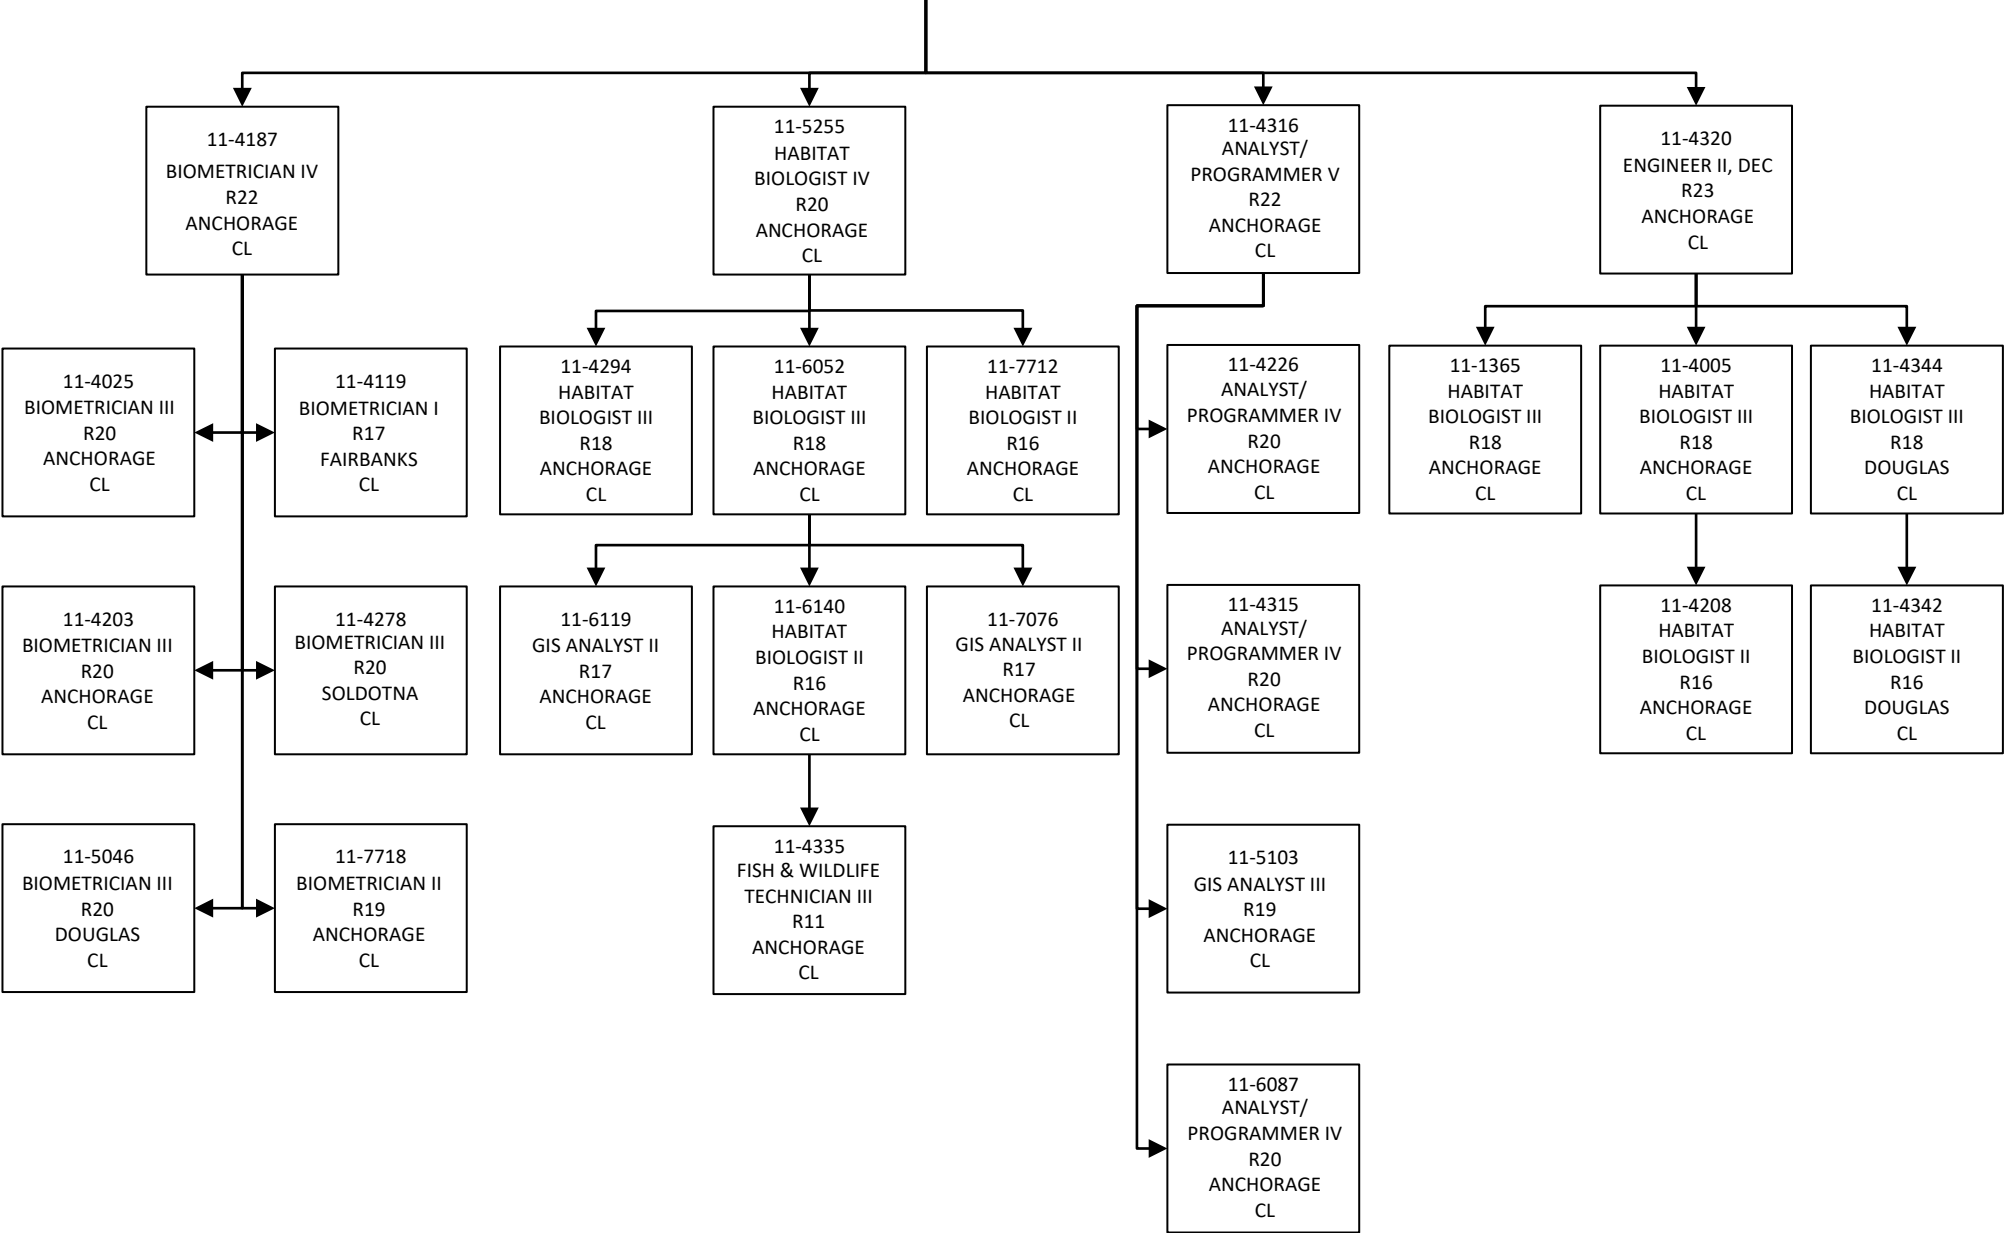 11-4187
BIOMETRICIAN IV
R22
ANCHORAGE
CL
11-5255
HABITAT
BIOLOGIST IV
R20
ANCHORAGE
CL
11-4316
ANALYST/
PROGRAMMER V
R22
ANCHORAGE
CL
11-4320
ENGINEER II, DEC
R23
ANCHORAGE
CL
11-4025
BIOMETRICIAN III
R20
ANCHORAGE
CL
11-4119
BIOMETRICIAN I
R17
FAIRBANKS
CL
11-4294
HABITAT
BIOLOGIST III
R18
ANCHORAGE
CL
11-6052
HABITAT
BIOLOGIST III
R18
ANCHORAGE
CL
11-7712
HABITAT
BIOLOGIST II
R16
ANCHORAGE
CL
11-4226
ANALYST/
PROGRAMMER IV
R20
ANCHORAGE
CL
11-1365
HABITAT
BIOLOGIST III
R18
ANCHORAGE
CL
11-4005
HABITAT
BIOLOGIST III
R18
ANCHORAGE
CL
11-4344
HABITAT
BIOLOGIST III
R18
DOUGLAS
CL
11-4203
BIOMETRICIAN III
R20
ANCHORAGE
CL
11-4278
BIOMETRICIAN III
R20
SOLDOTNA
CL
11-6119
GIS ANALYST II
R17
ANCHORAGE
CL
11-6140
HABITAT
BIOLOGIST II
R16
ANCHORAGE
CL
11-7076
GIS ANALYST II
R17
ANCHORAGE
CL
11-4315
ANALYST/
PROGRAMMER IV
R20
ANCHORAGE
CL
11-4208
HABITAT
BIOLOGIST II
R16
ANCHORAGE
CL
11-4342
HABITAT
BIOLOGIST II
R16
DOUGLAS
CL
11-5046
BIOMETRICIAN III
R20
DOUGLAS
CL
11-7718
BIOMETRICIAN II
R19
ANCHORAGE
CL
11-4335
FISH & WILDLIFE
TECHNICIAN III
R11
ANCHORAGE
CL
11-5103
GIS ANALYST III
R19
ANCHORAGE
CL
11-6087
ANALYST/
PROGRAMMER IV
R20
ANCHORAGE
CL